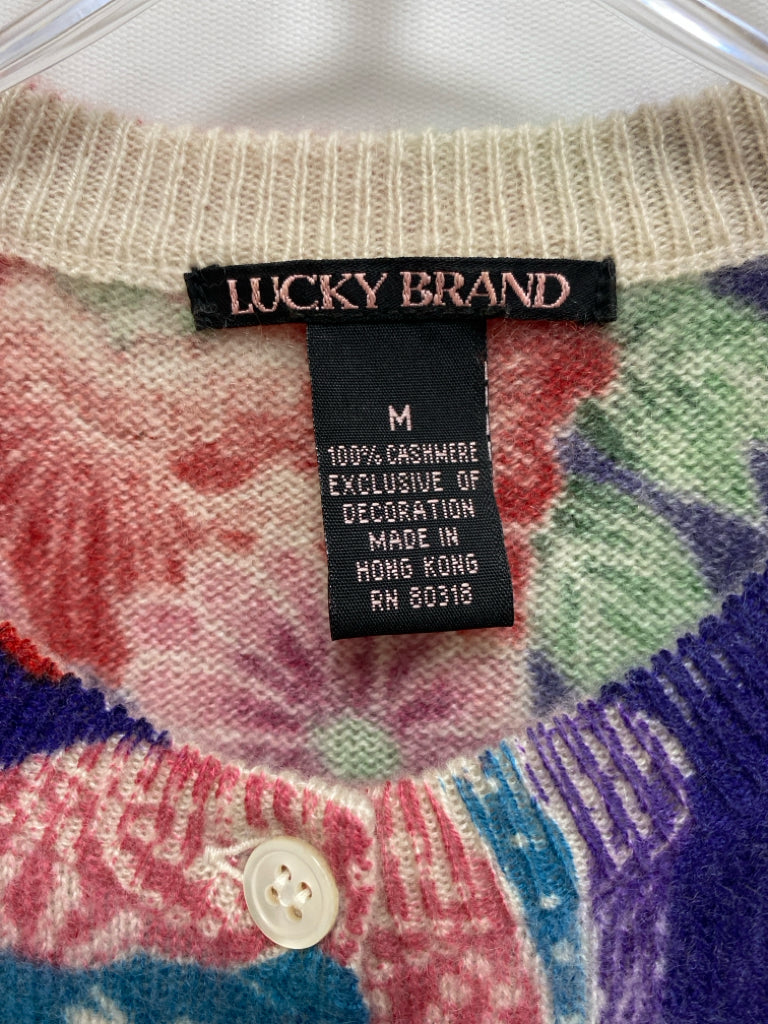 LUCKY BRAND
M
100% CASHMERE
EXCLUSIVE OF
DECORATION
MADE IN
HONG KONG
RN 80318